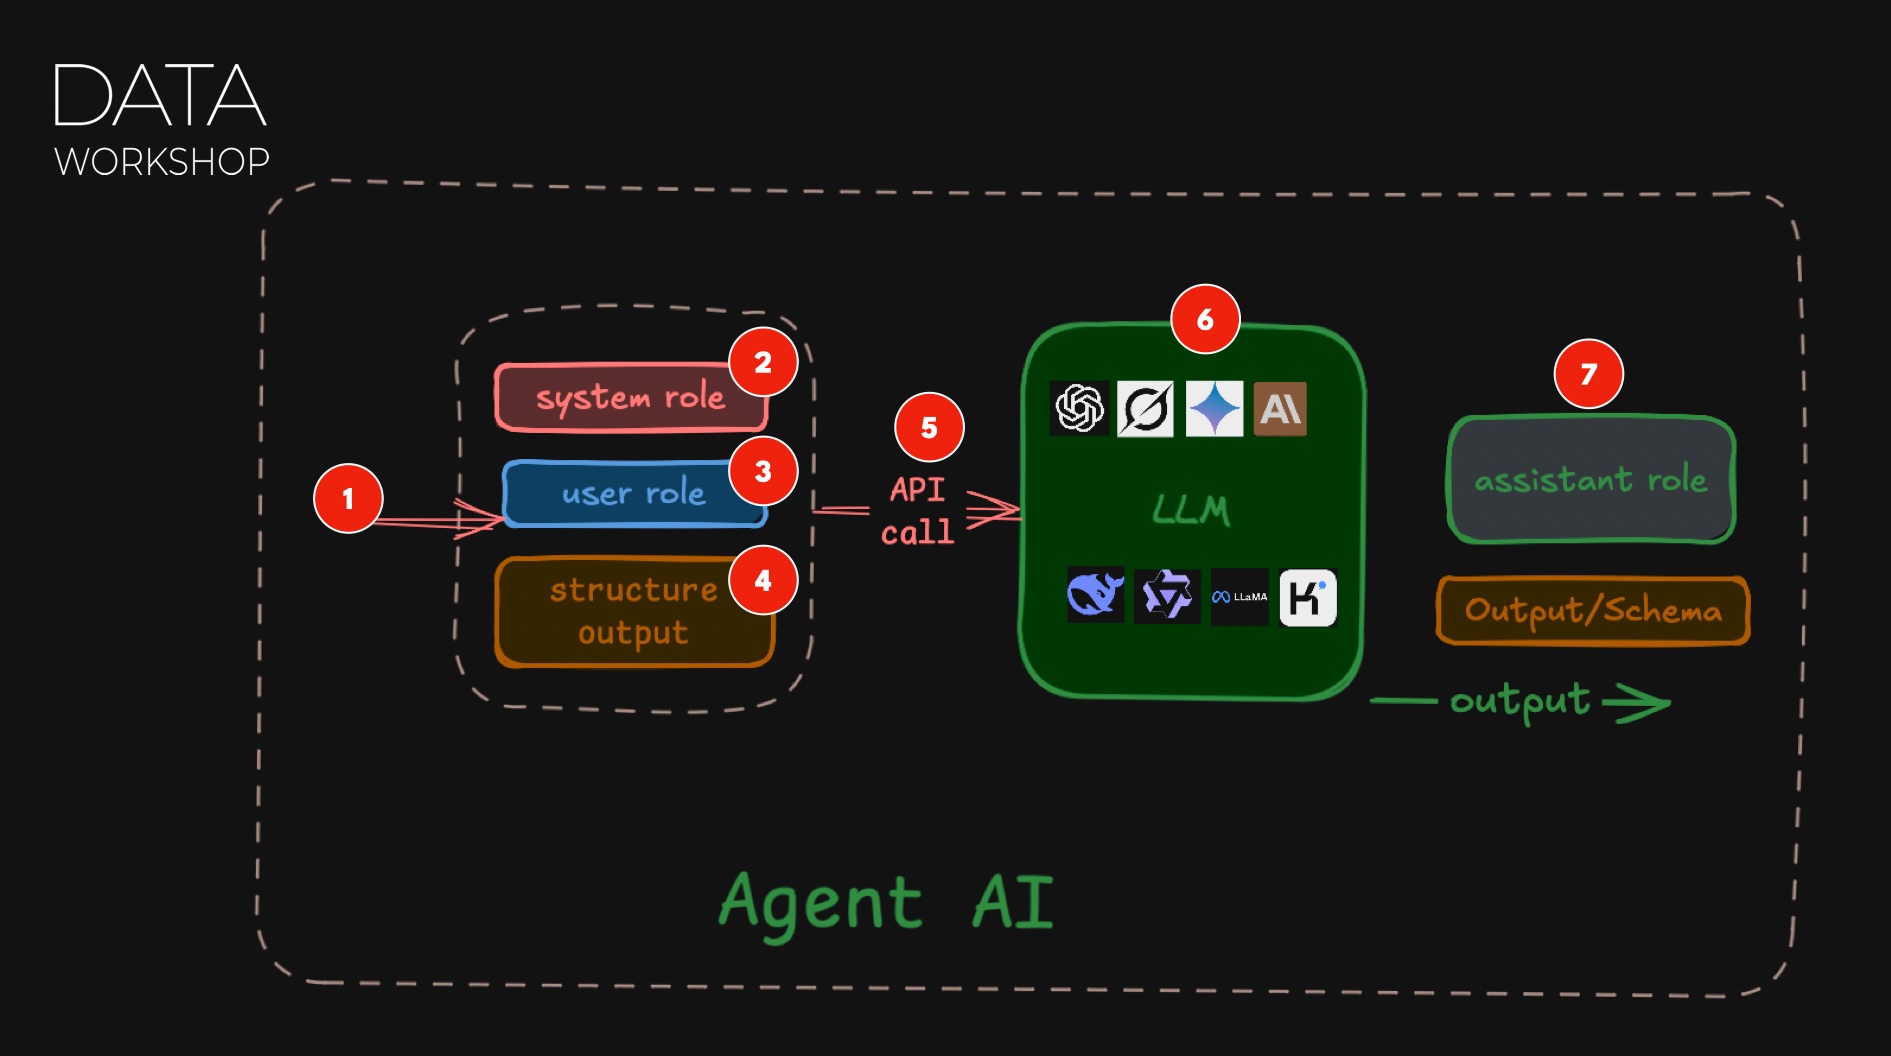 DATA
WORKSHOP
1
system role
2
user role
3
structure
output
4
5
API
call
6
AI
LLM
LLaMA
K
7
assistant role
Output/Schema
output
Agent AI